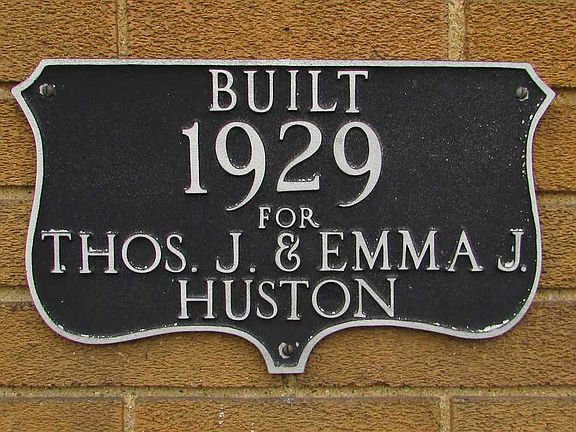 BUILT
1929
FOR
THOS. J. & EMMA J.
HUSTON